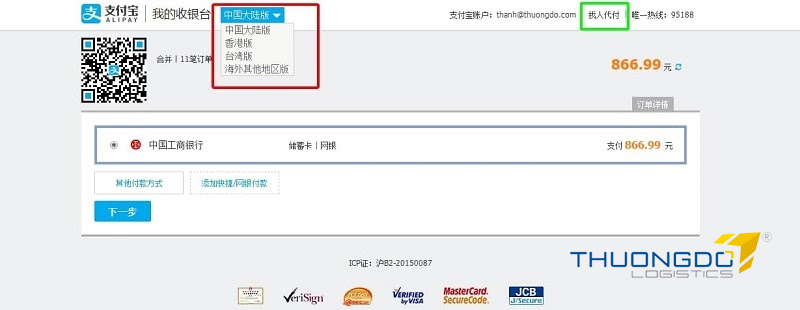 支付宝 ALIPAY | 我的收银台 中国大陆版
中国大陆版
香港版
台湾版
海外其他地区版
支付宝账户：thanh@thuongdo.com 找人代付 | 唯一热线：95188
合并 | 11笔订单
866.99 元
订单详情
中国工商银行 储蓄卡 | 网银 支付 866.99 元
其他付款方式 添加快捷/网银付款
下一步
THUONGDO ®
LOGISTICS
ICP证：沪B2-20150087
VeriSign
VERIFIED by VISA
MasterCard. SecureCode.
JCB J/Secure